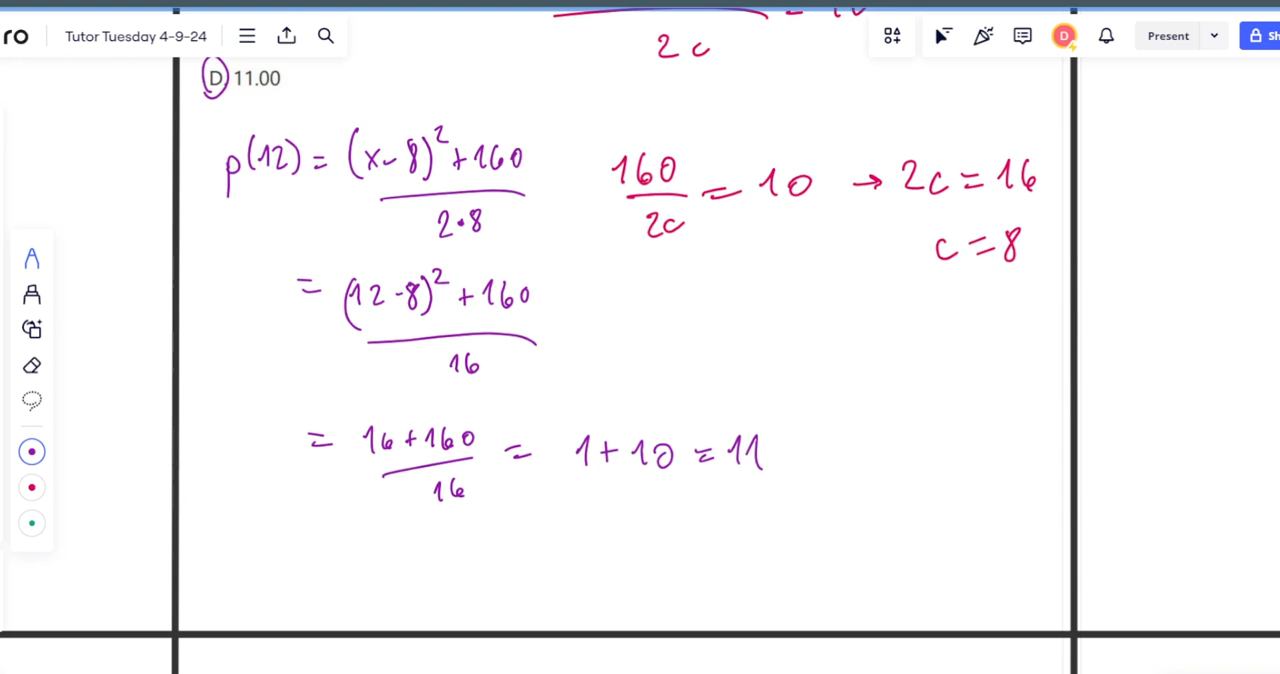 2c
ro Tutor Tuesday 4-9-24 D Present Sh
D) 11.00
p(12) = (x-8)² + 160
2·8
160 / 2c = 10 → 2c = 16
c = 8
= (12-8)² + 160
16
= 16+160 / 16 = 1 + 10 = 11